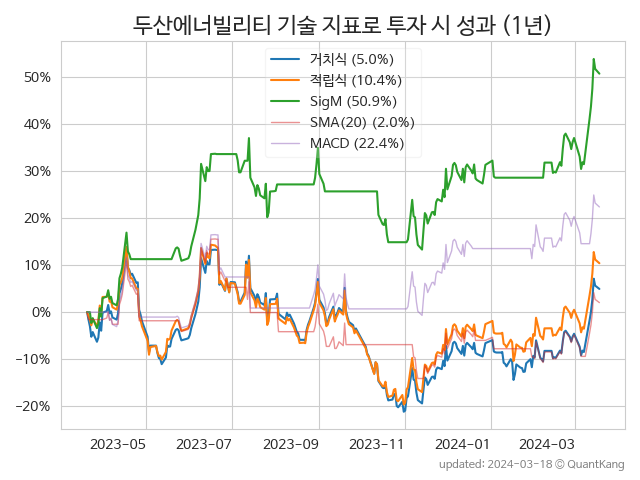 두산에너빌리티 기술 지표로 투자 시 성과 (1년)
거치식 (5.0%)
적립식 (10.4%)
SigM (50.9%)
SMA(20) (2.0%)
MACD (22.4%)
50%
40%
30%
20%
10%
0%
−10%
−20%
2023-05 2023-07 2023-09 2023-11 2024-01 2024-03
updated: 2024-03-18 © QuantKang